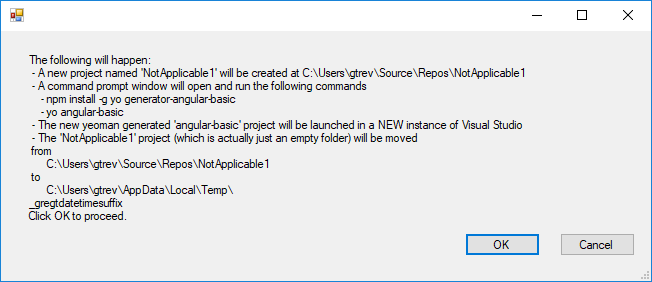 The following will happen:
- A new project named 'NotApplicable1' will be created at C:\Users\gtrev\Source\Repos\NotApplicable1
- A command prompt window will open and run the following commands
- npm install -g yo generator-angular-basic
- yo angular-basic
- The new yeoman generated 'angular-basic' project will be launched in a NEW instance of Visual Studio
- The 'NotApplicable1' project (which is actually just an empty folder) will be moved
from
C:\Users\gtrev\Source\Repos\NotApplicable1
to
C:\Users\gtrev\AppData\Local\Temp\
_gregtdatetimesuffix
Click OK to proceed.
OK
Cancel